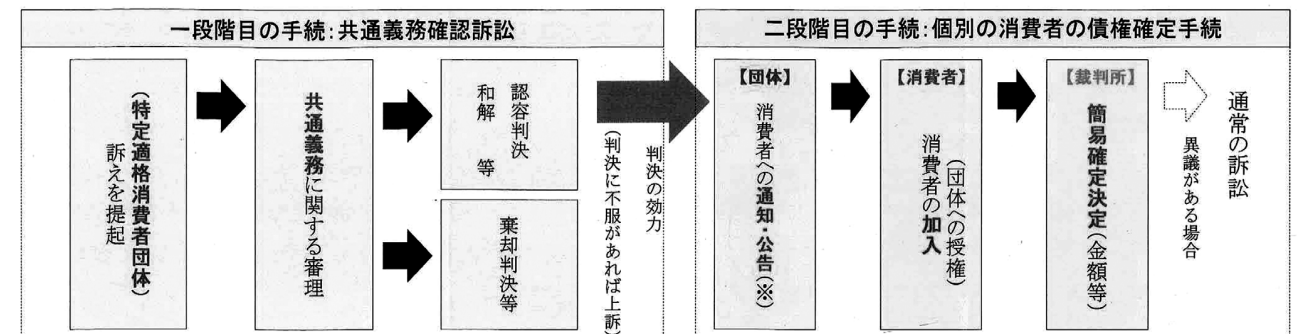 一段階目の手続:共通義務確認訴訟
訴えを提起
(特定適格消費者団体)
共通義務に関する審理
認容判決
和解 等
棄却判決等
判決の効力
(判決に不服があれば上訴)
二段階目の手続:個別の消費者の債権確定手続
【団体】
消費者への通知・公告(※)
【消費者】
消費者の加入
(団体への授権)
【裁判所】
簡易確定決定(金額等)
異議がある場合
通常の訴訟